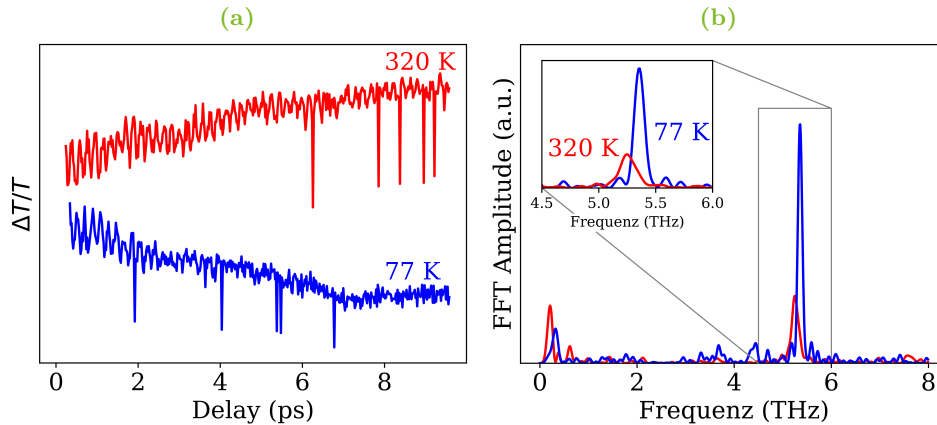 (a)
320 K
77 K
ΔT/T
0 2 4 6 8
Delay (ps)
(b)
FFT Amplitude (a.u.)
320 K
77 K
4.5 5.0 5.5 6.0
Frequenz (THz)
0 2 4 6 8
Frequenz (THz)